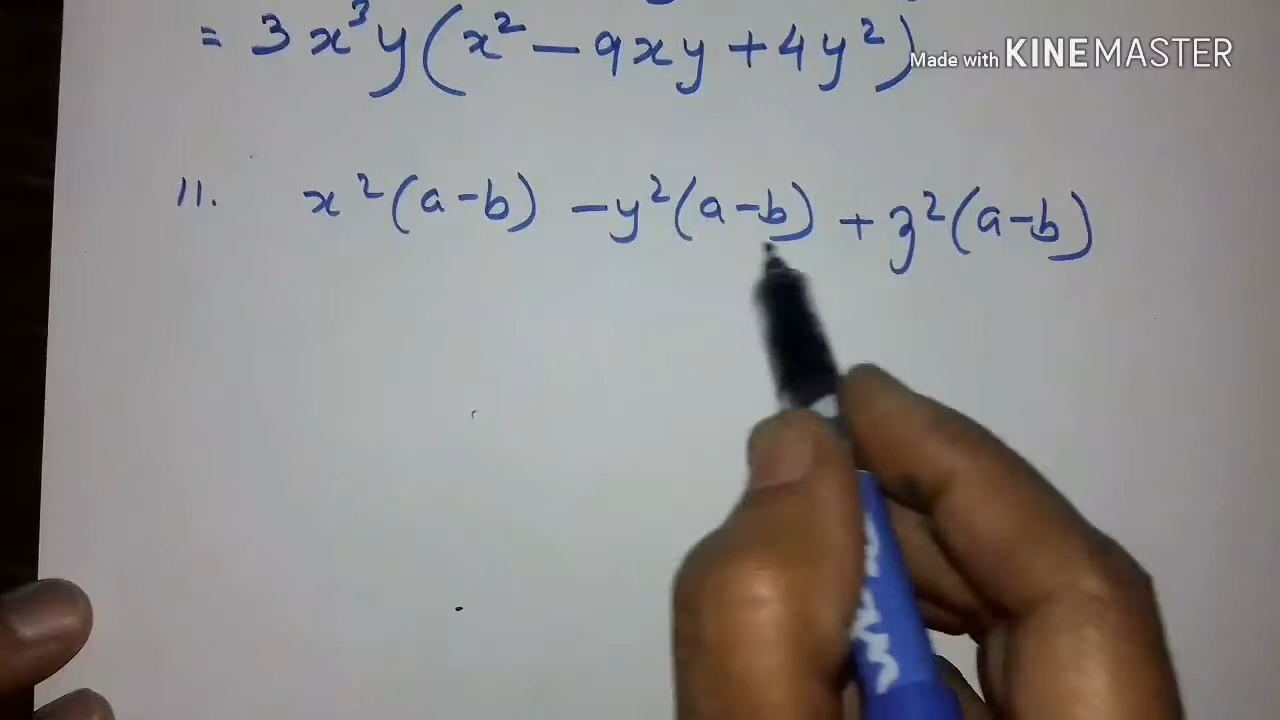 = 3x³y(x² - 9xy + 4y²)
Made with KINEMASTER
11. x²(a-b) - y²(a-b) + z²(a-b)